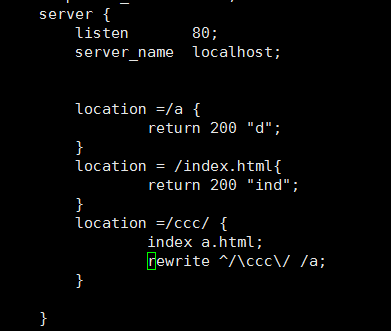 server {
listen 80;
server_name localhost;
location =/a {
return 200 "d";
}
location = /index.html{
return 200 "ind";
}
location =/ccc/ {
index a.html;
rewrite ^/\ccc\/ /a;
}
}